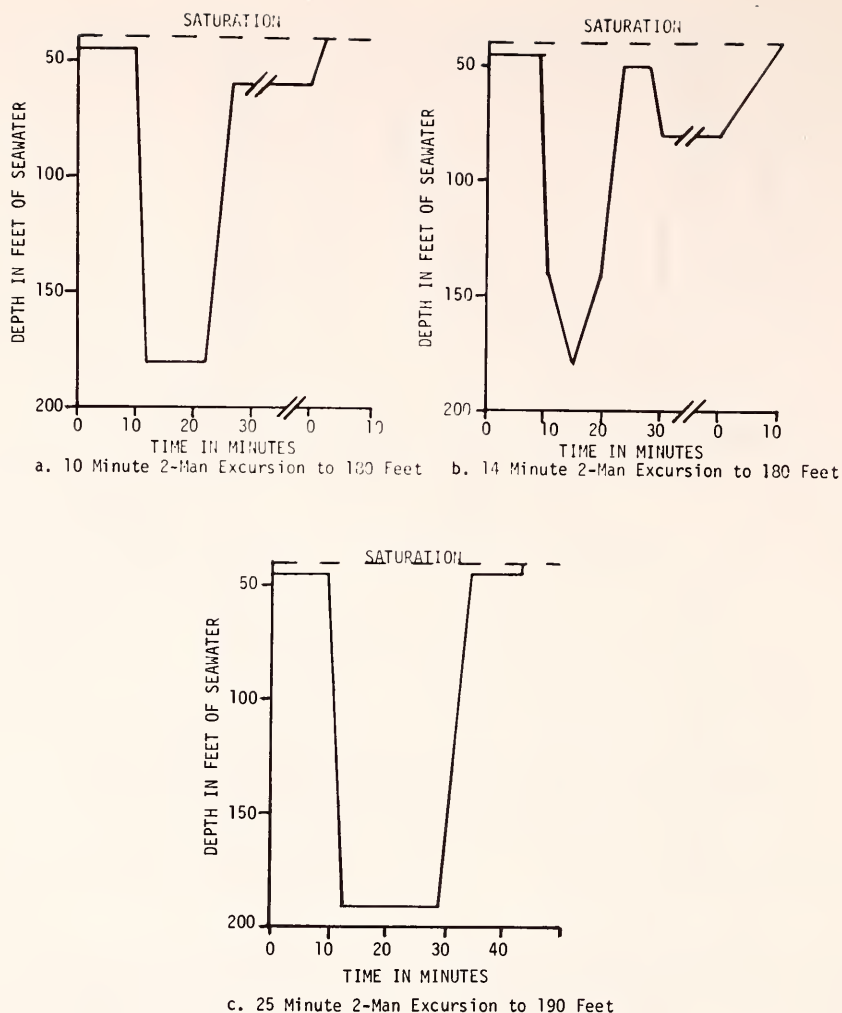 SATURATION
DEPTH IN FEET OF SEAWATER
50
100
150
200
0 10 20 30 0 10
TIME IN MINUTES
a. 10 Minute 2-Man Excursion to 180 Feet
SATURATION
DEPTH IN FEET OF SEAWATER
50
100
150
200
0 10 20 30 0 10
TIME IN MINUTES
b. 14 Minute 2-Man Excursion to 180 Feet
SATURATION
DEPTH IN FEET OF SEAWATER
50
100
150
200
0 10 20 30 40
TIME IN MINUTES
c. 25 Minute 2-Man Excursion to 190 Feet